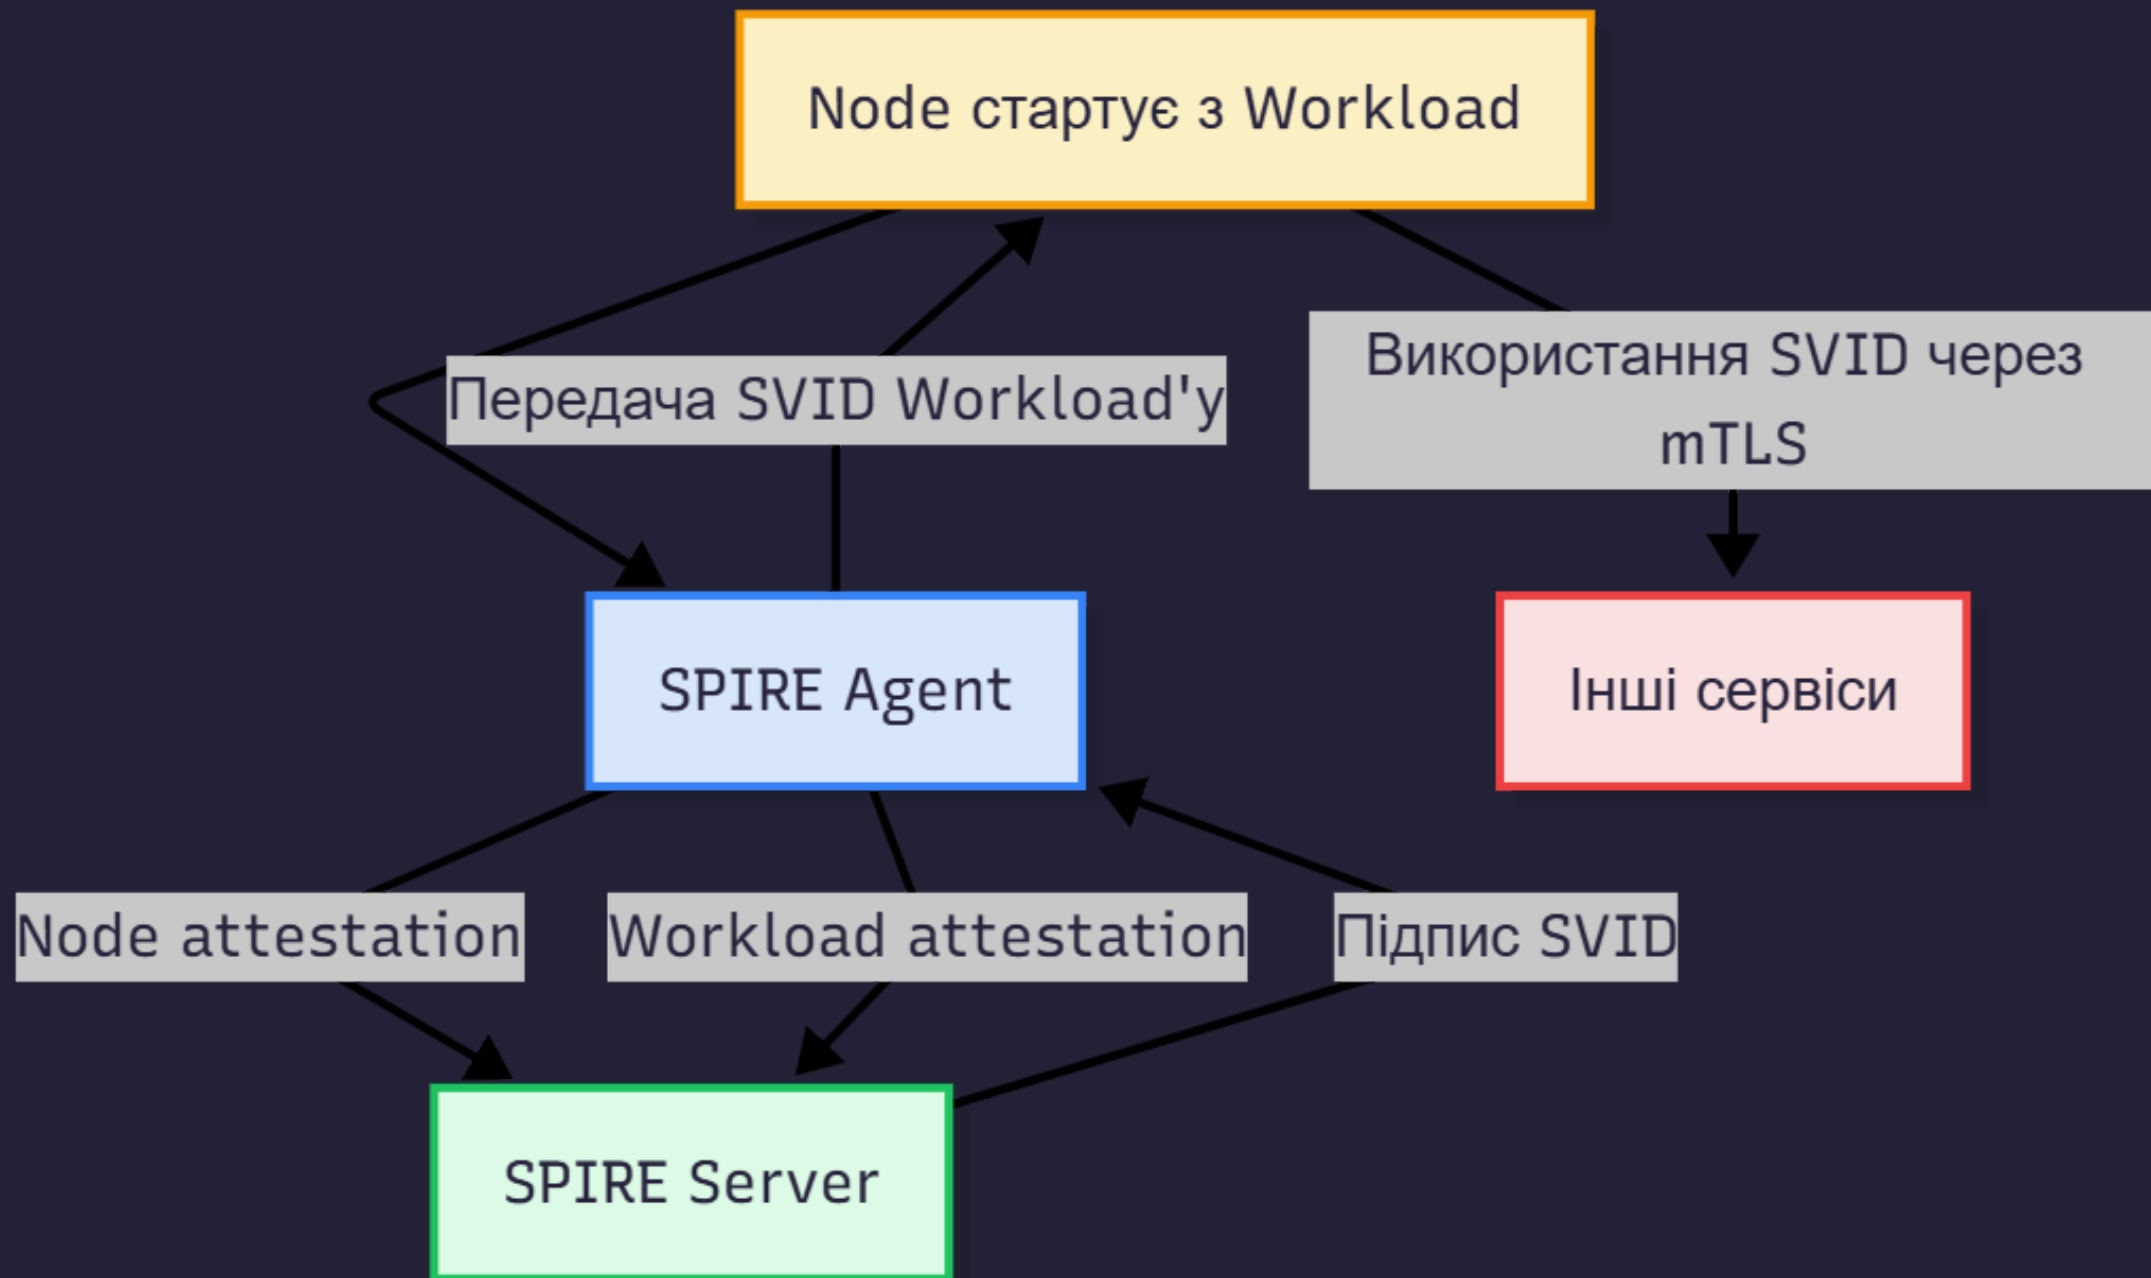 Node стартує з Workload
Передача SVID Workload'у
Використання SVID через
mTLS
SPIRE Agent
Інші сервіси
Node attestation
Workload attestation
Підпис SVID
SPIRE Server